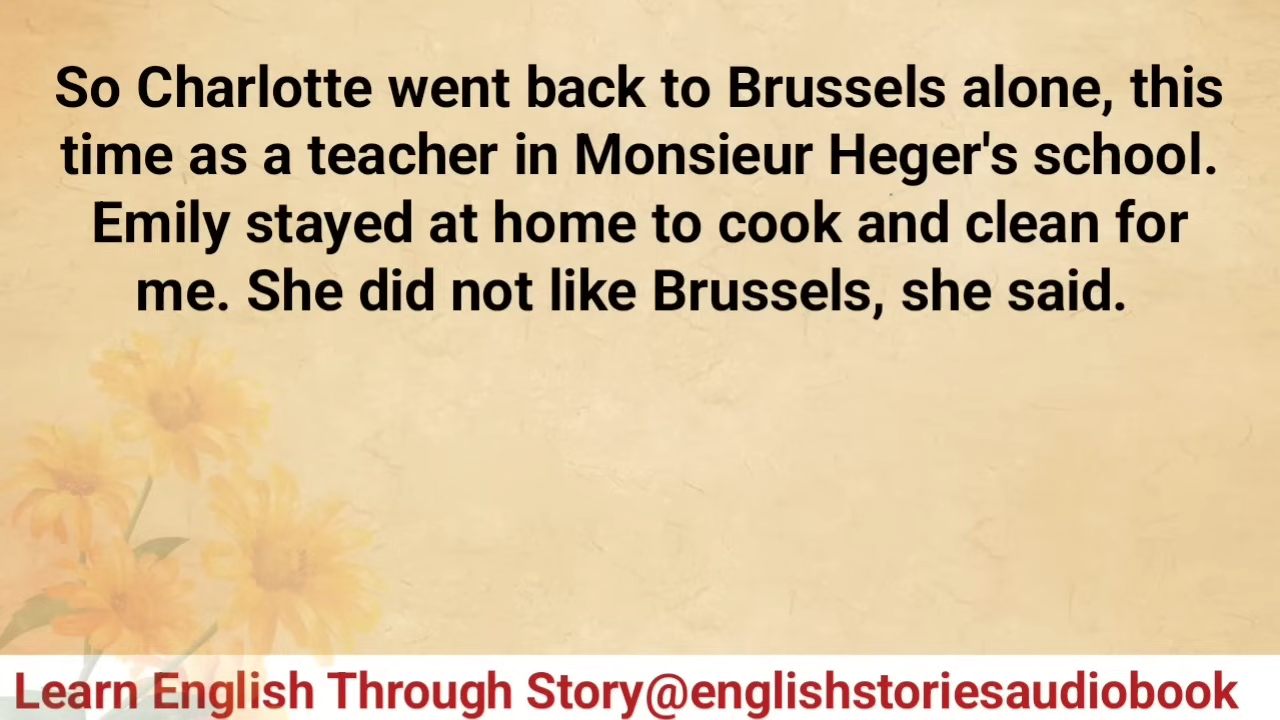 So Charlotte went back to Brussels alone, this
time as a teacher in Monsieur Heger's school.
Emily stayed at home to cook and clean for
me. She did not like Brussels, she said.
Learn English Through Story@englishstoriesaudiobook